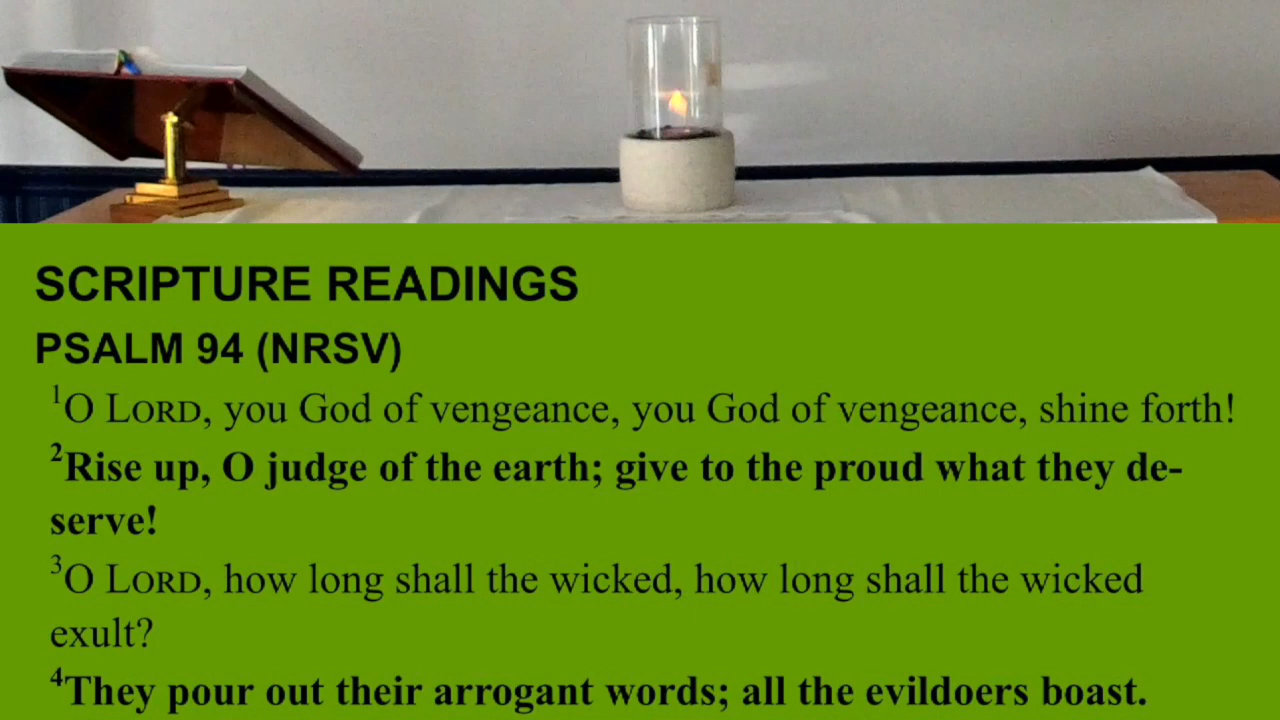 SCRIPTURE READINGS
PSALM 94 (NRSV)
¹O LORD, you God of vengeance, you God of vengeance, shine forth!
²Rise up, O judge of the earth; give to the proud what they de-
serve!
³O LORD, how long shall the wicked, how long shall the wicked
exult?
⁴They pour out their arrogant words; all the evildoers boast.